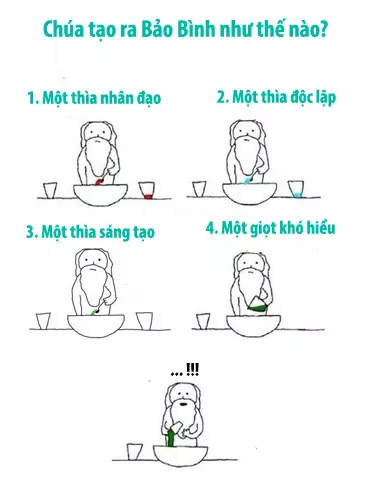 Chúa tạo ra Bảo Bình như thế nào?
1. Một thìa nhân đạo
2. Một thìa độc lập
3. Một thìa sáng tạo
4. Một giọt khó hiểu
... !!!